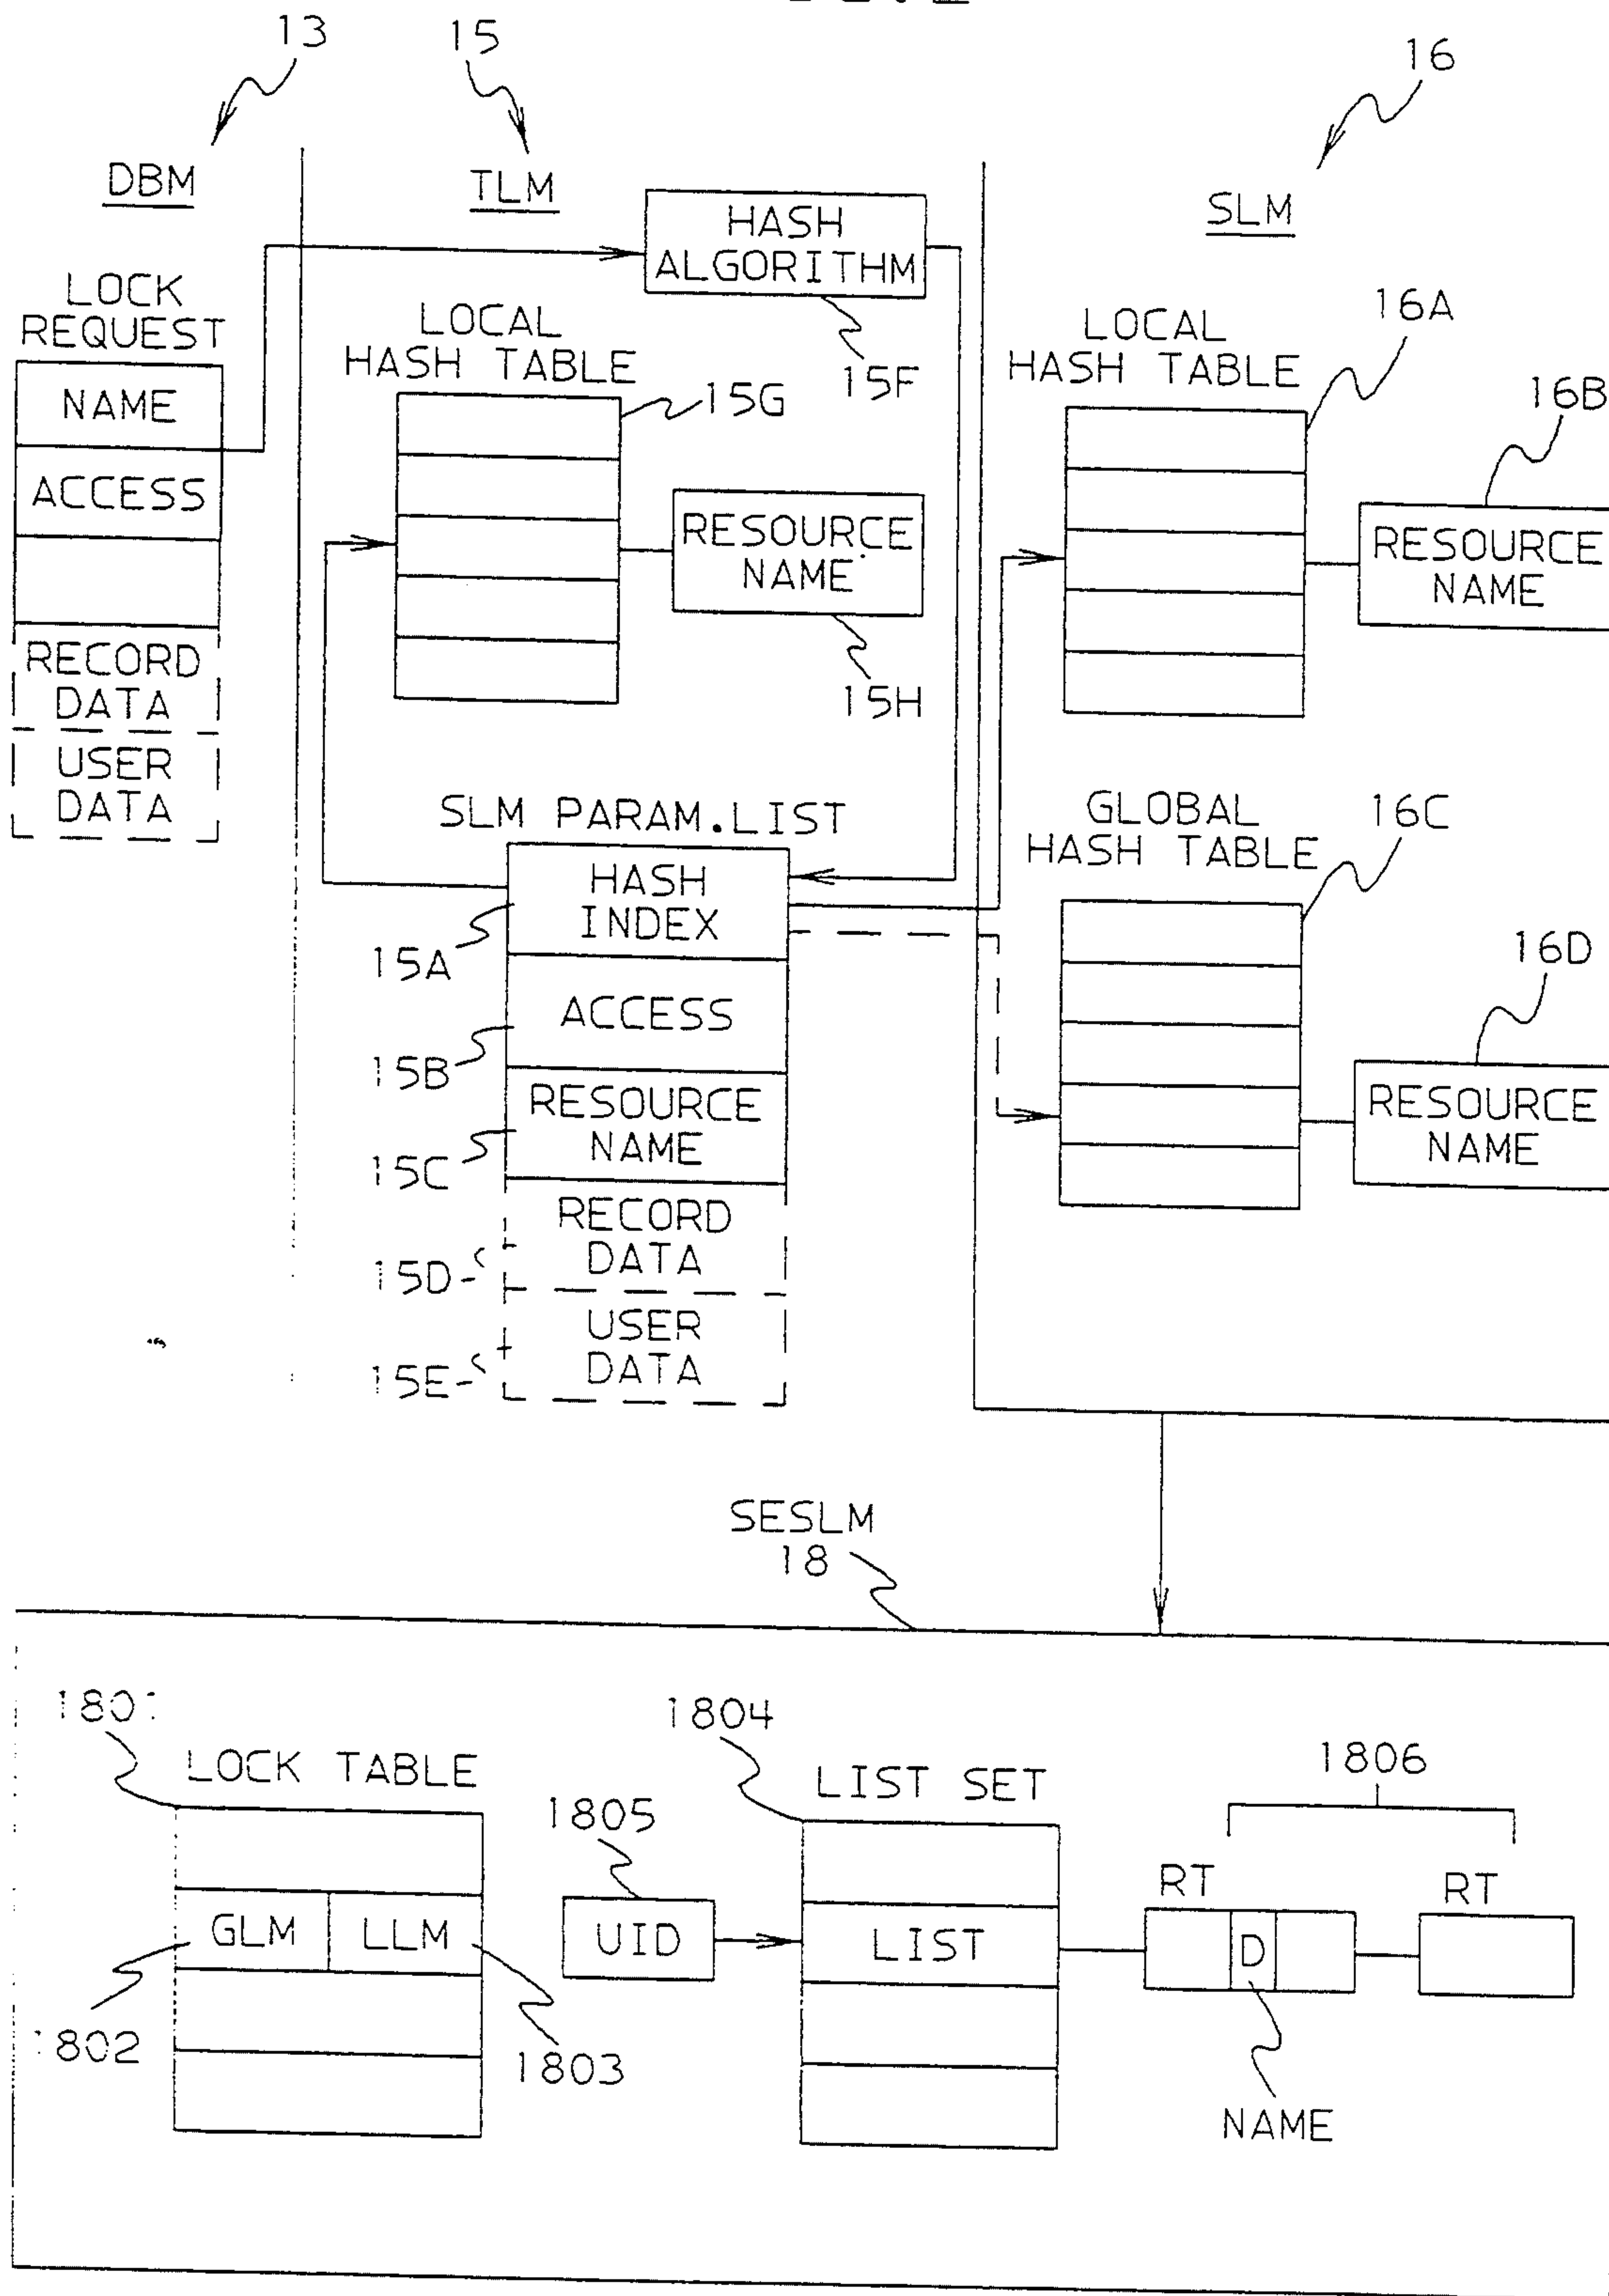 13
15
16
DBM
TLM
SLM
HASH
ALGORITHM
15F
LOCK
REQUEST
NAME
ACCESS
RECORD
DATA
USER
DATA
LOCAL
HASH TABLE
15G
RESOURCE
NAME
15H
LOCAL
HASH TABLE
16A
16B
RESOURCE
NAME
SLM PARAM.LIST
HASH
INDEX
15A
ACCESS
15B
RESOURCE
NAME
15C
RECORD
DATA
15D
USER
DATA
15E
GLOBAL
HASH TABLE
16C
16D
RESOURCE
NAME
SESLM
18
1801
LOCK TABLE
GLM
LLM
1802
1803
1805
UID
1804
LIST SET
LIST
1806
RT
RT
D
NAME